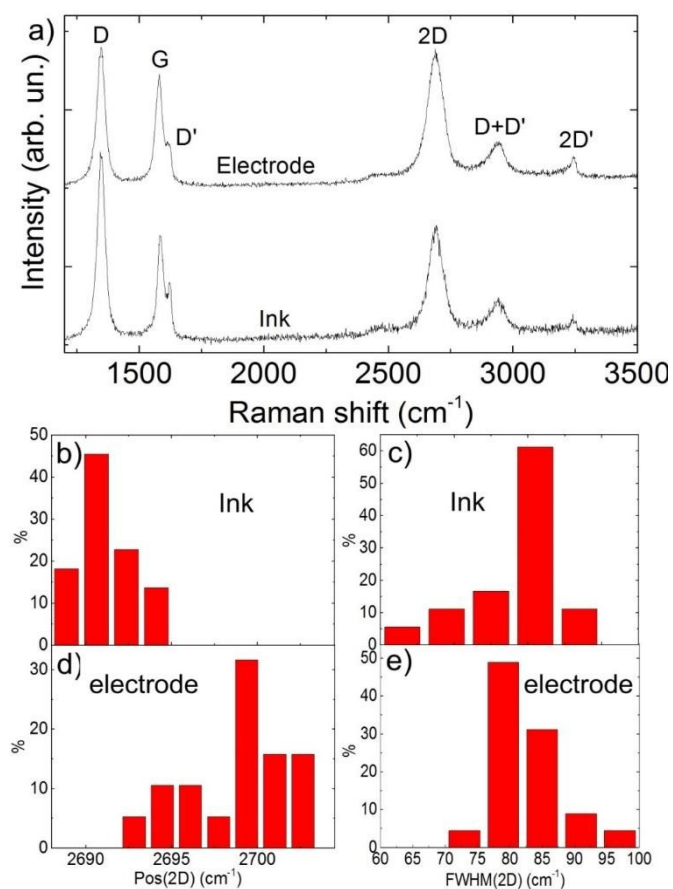 a)
D
G
D'
2D
D+D'
2D'
Electrode
Ink
Intensity (arb. un.)
1500 2000 2500 3000 3500
Raman shift (cm⁻¹)
b)
Ink
%
50
40
30
20
10
0
c)
Ink
%
60
50
40
30
20
10
0
d)
electrode
%
30
20
10
0
2690 2695 2700
Pos(2D) (cm⁻¹)
e)
electrode
%
50
40
30
20
10
0
60 65 70 75 80 85 90 95 100
FWHM(2D) (cm⁻¹)